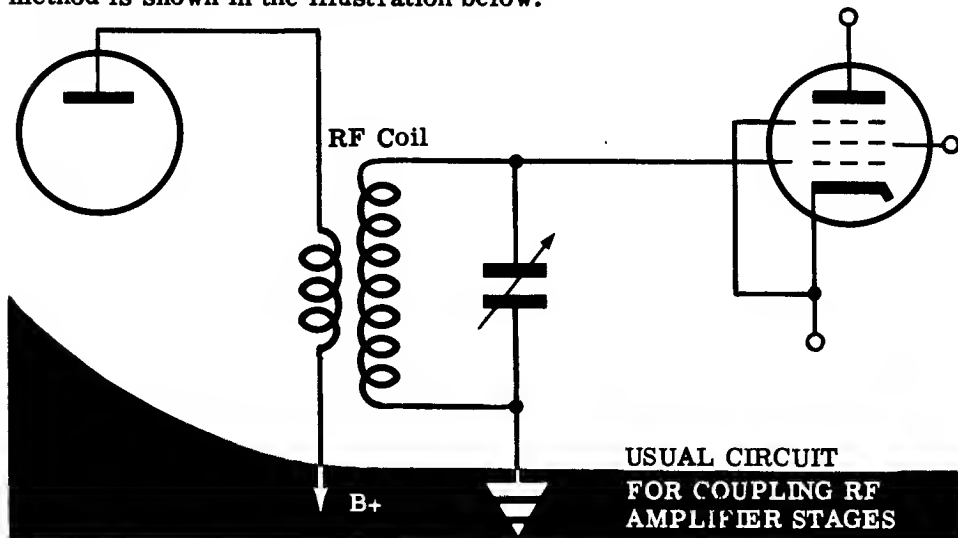 method is shown in the illustration below.
RF Coil
B+
USUAL CIRCUIT
FOR COUPLING RF
AMPLIFIER STAGES